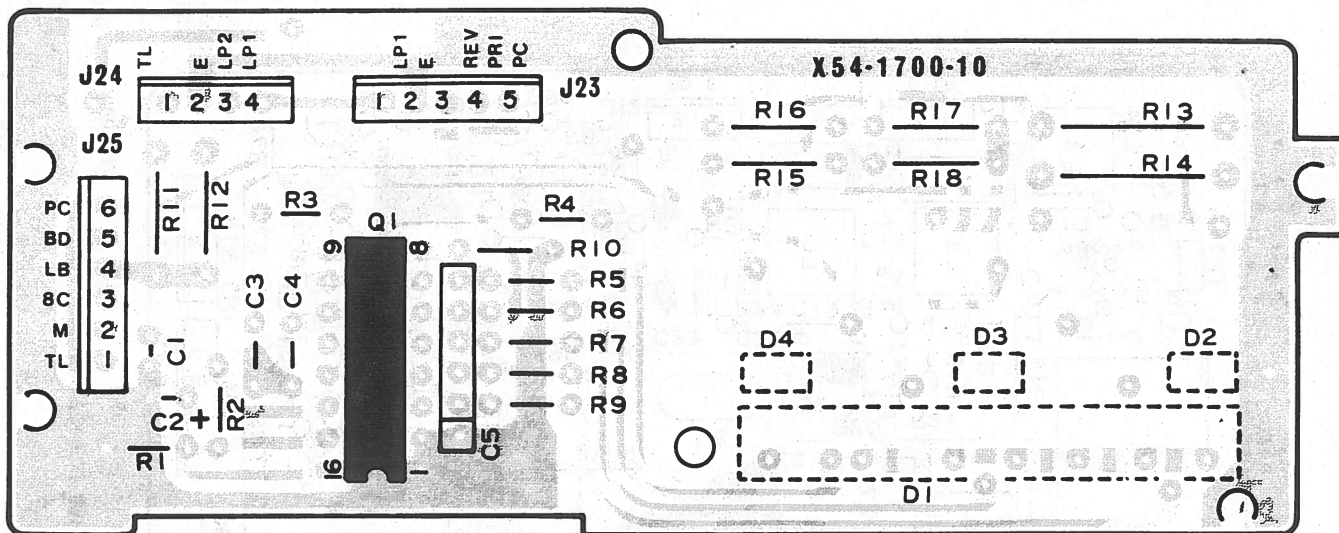 TL E LP2 LP1
J24
1 2 3 4
LP1 E REV PRI PC
1 2 3 4 5
J23
X54-1700-10
R16 R17 R13
R15 R18 R14
J25
PC 6
BD 5
LB 4
8C 3
M 2
TL 1
R11 R12
R3
Q1
9 8
16 1
R4
R10
R5
R6
R7
R8
R9
C3 C4
C1
C2 +
R2
R1
C5
D4 D3 D2
D1